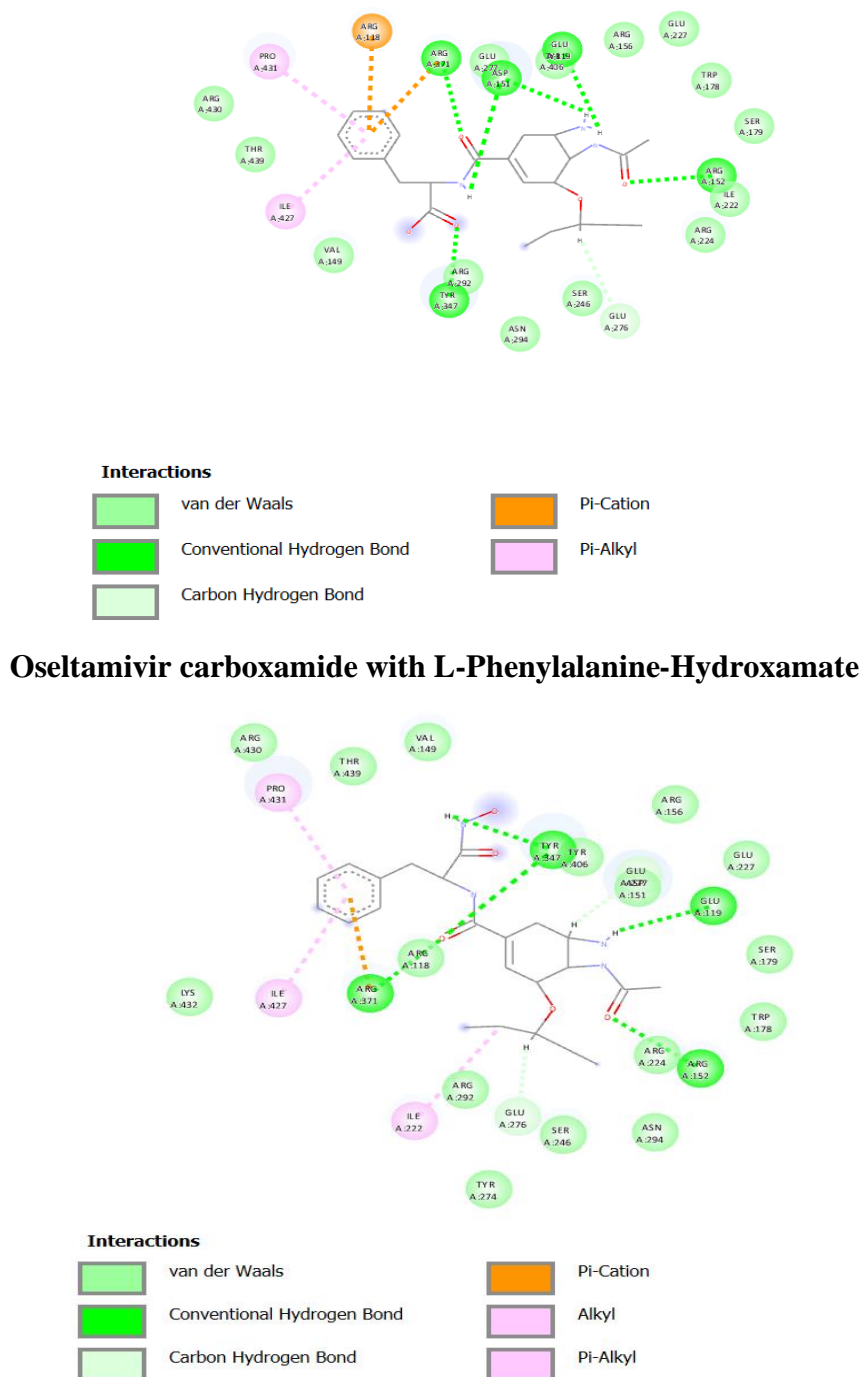 ARG
A:118
PRO
A:431
ARG
A:430
THR
A:439
ILE
A:427
VAL
A:149
ARG
A:371
GLU
A:277
ASP
A:151
GLU
A:406
ARG
A:156
GLU
A:227
TRP
A:178
SER
A:179
ARG
A:152
ILE
A:222
ARG
A:224
ARG
A:292
TYR
A:347
ASN
A:294
SER
A:246
GLU
A:276
O
N
H
O
O
H
H
N
N
O
O
H
Interactions
van der Waals
Conventional Hydrogen Bond
Carbon Hydrogen Bond
Pi-Cation
Pi-Alkyl
Oseltamivir carboxamide with L-Phenylalanine-Hydroxamate
ARG
A:430
THR
A:439
VAL
A:149
PRO
A:431
H
N
O
O
TYR
A:347
TYR
A:406
ARG
A:156
GLU
A:227
GLU
A:151
GLU
A:119
SER
A:179
TRP
A:178
N
O
H
N
H
N
O
O
H
ARG
A:118
ARG
A:371
LYS
A:432
ILE
A:427
ARG
A:224
ARG
A:152
ARG
A:292
ILE
A:222
GLU
A:276
SER
A:246
ASN
A:294
TYR
A:274
Interactions
van der Waals
Conventional Hydrogen Bond
Carbon Hydrogen Bond
Pi-Cation
Alkyl
Pi-Alkyl